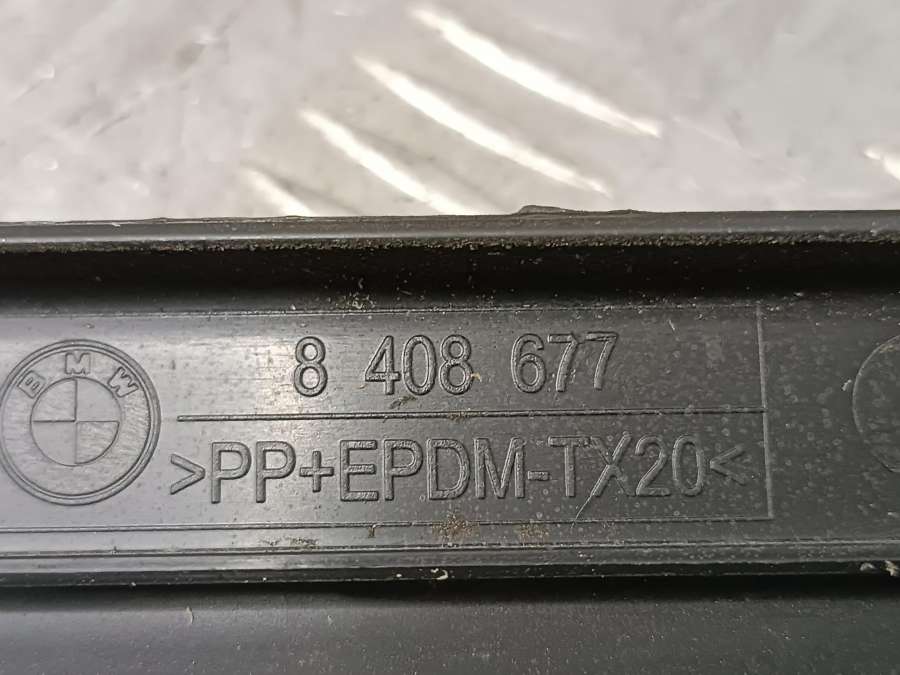 BMW
8 408 677
>PP+EPDM-TX20<